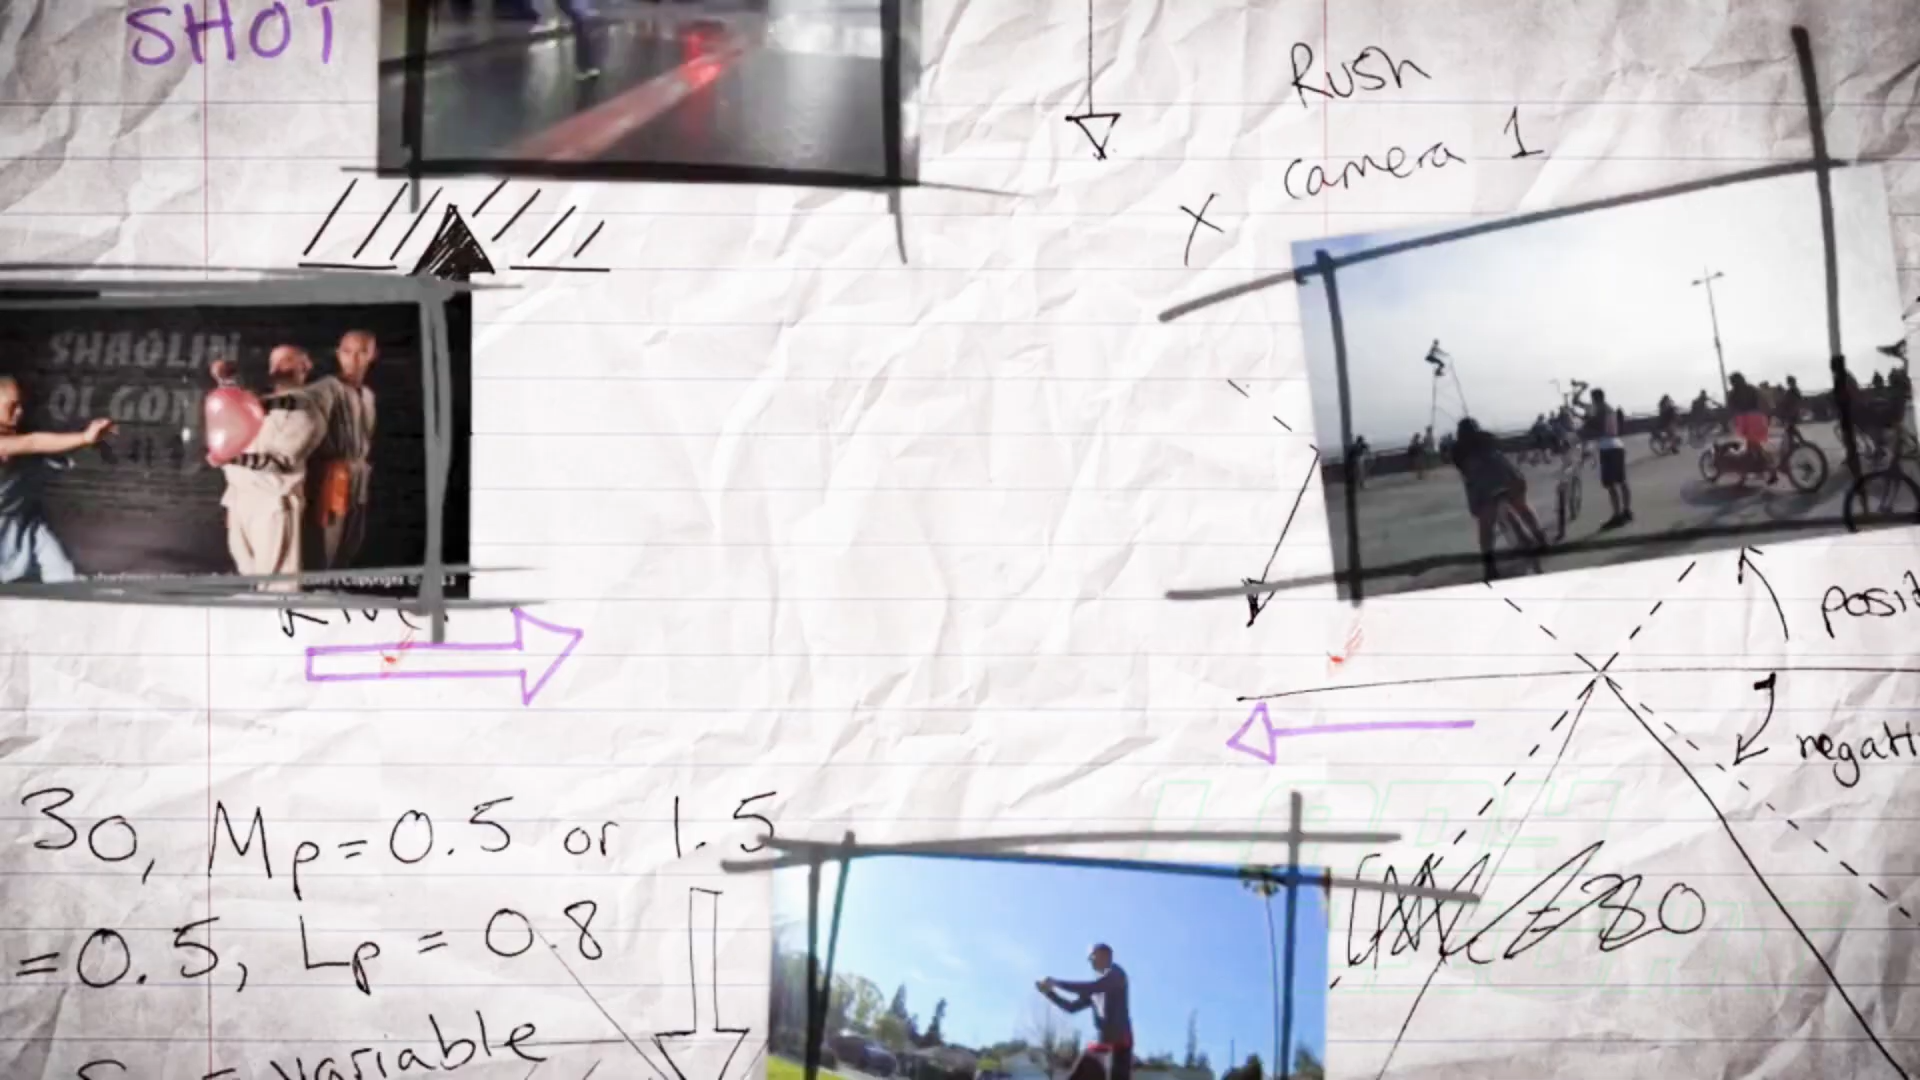 SHOT
Rush
camera 1
X
SHAOLIN
QI GON
Copyright
posit
negati
30, Mp = 0.5 or 1.5
= 0.5, Lp = 0.8
= 80
= variable